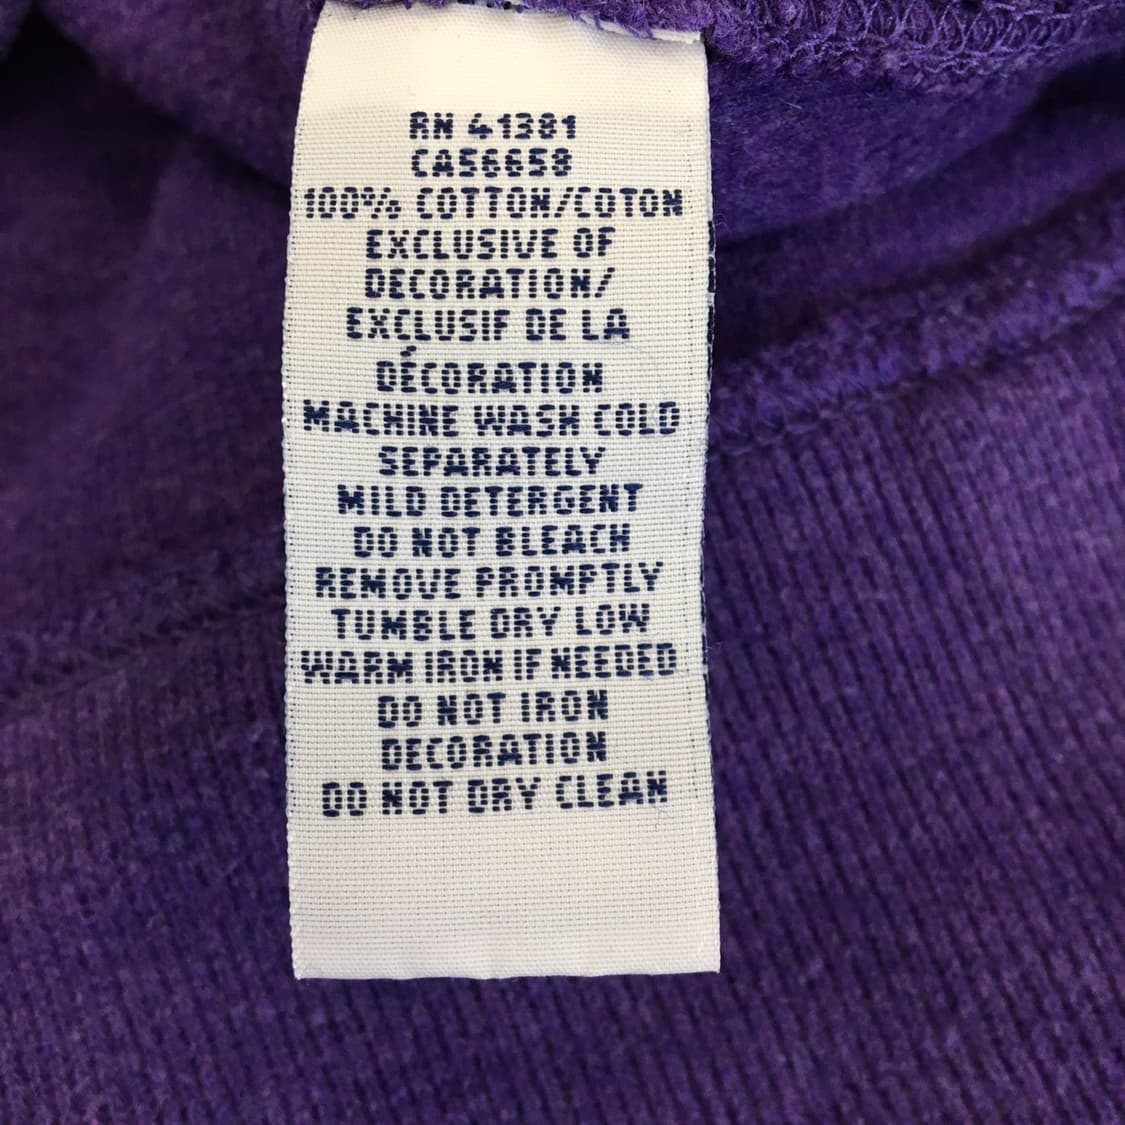 RN 41381
CA56658
100% COTTON/COTON
EXCLUSIVE OF
DECORATION/
EXCLUSIF DE LA
DÉCORATION
MACHINE WASH COLD
SEPARATELY
MILD DETERGENT
DO NOT BLEACH
REMOVE PROMPTLY
TUMBLE DRY LOW
WARM IRON IF NEEDED
DO NOT IRON
DECORATION
DO NOT DRY CLEAN